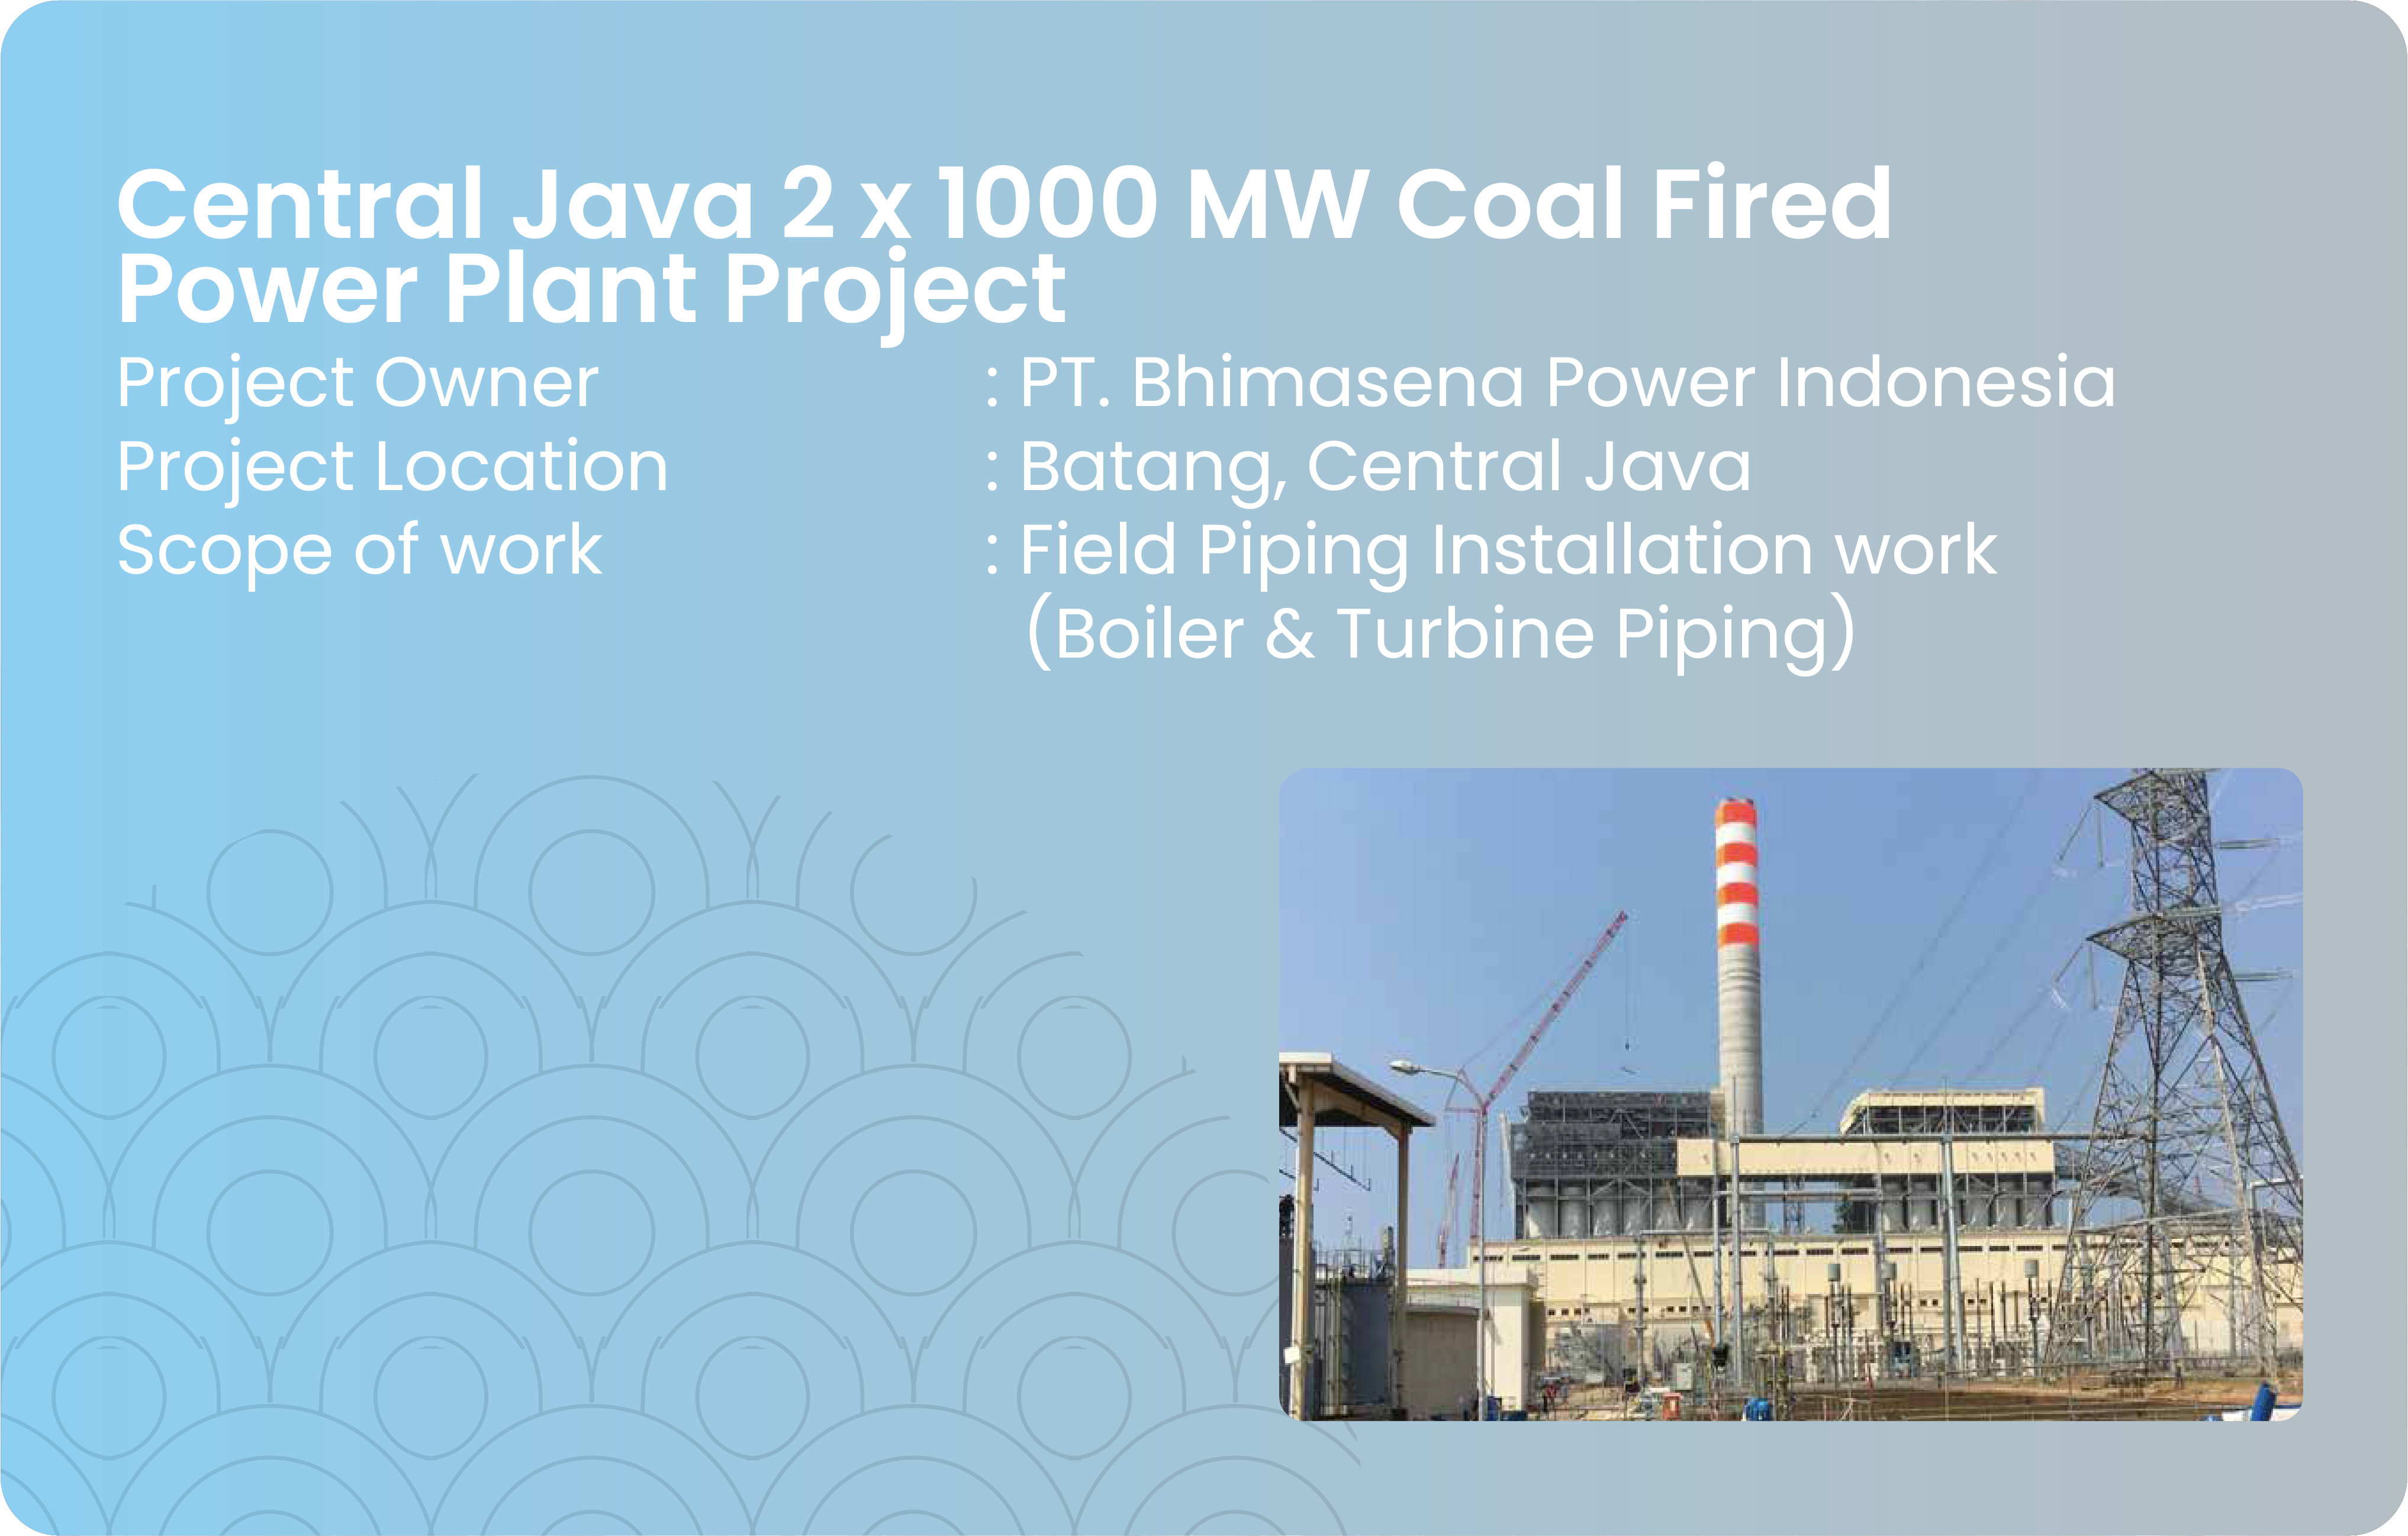 Central Java 2 x 1000 MW Coal Fired
Power Plant Project
Project Owner : PT. Bhimasena Power Indonesia
Project Location : Batang, Central Java
Scope of work : Field Piping Installation work
(Boiler & Turbine Piping)